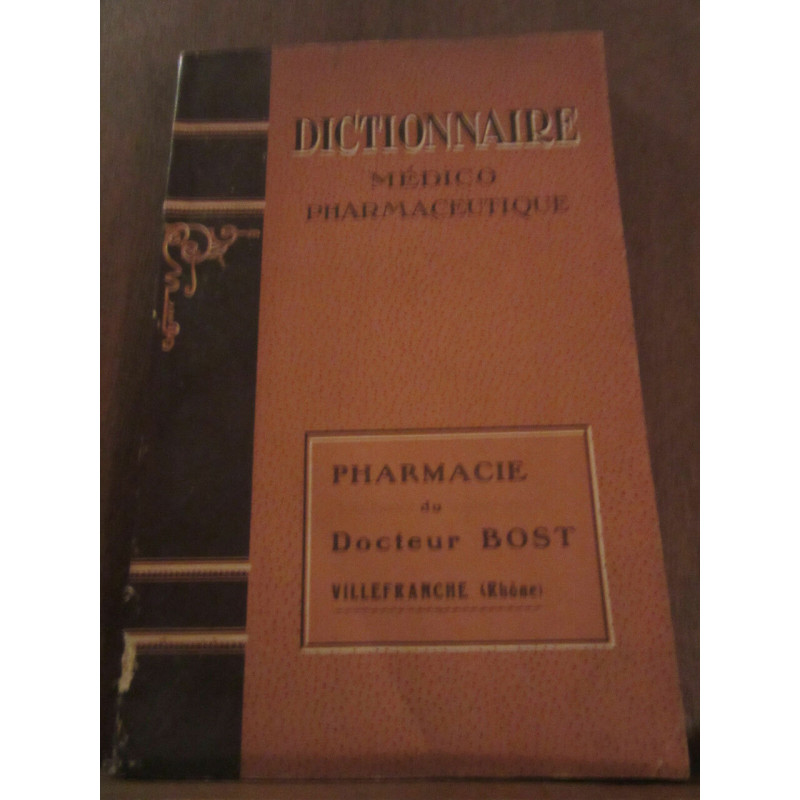 DICTIONNAIRE
MÉDICO
PHARMACEUTIQUE
PHARMACIE
du
Docteur BOST
VILLEFRANCHE (Rhône)